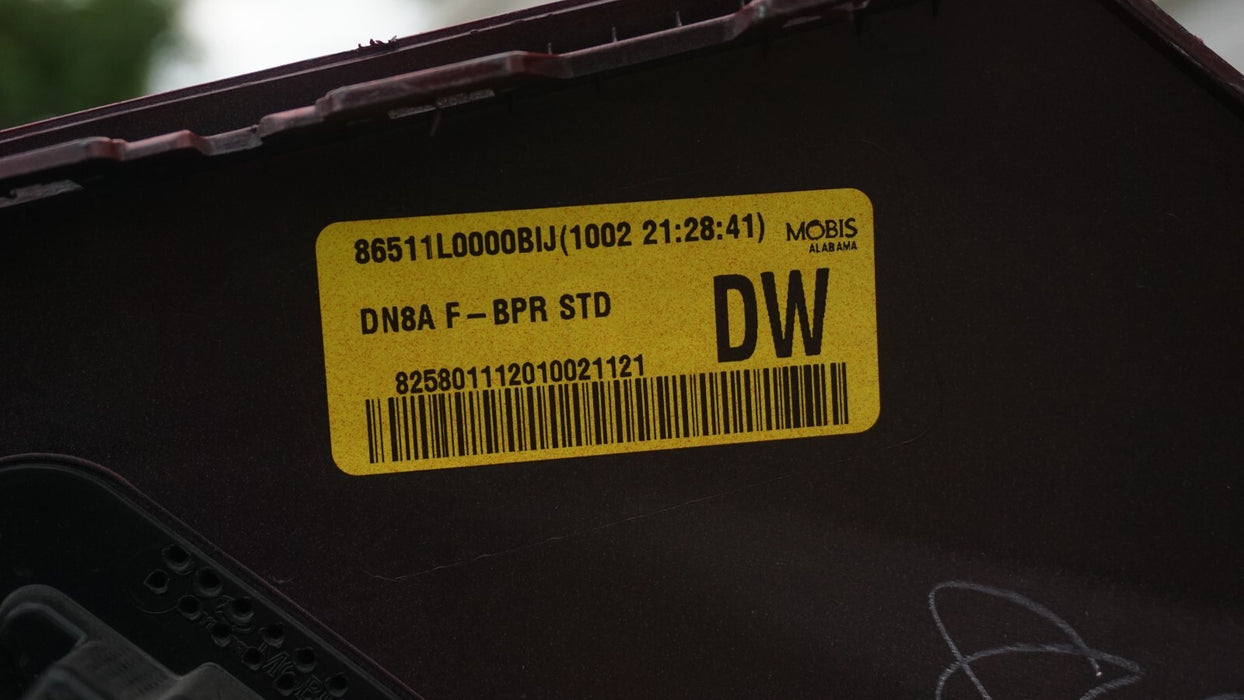 86511L0000BIJ(1002 21:28:41)
MOBIS
ALABAMA
DN8A F-BPR STD
DW
825801112010021121